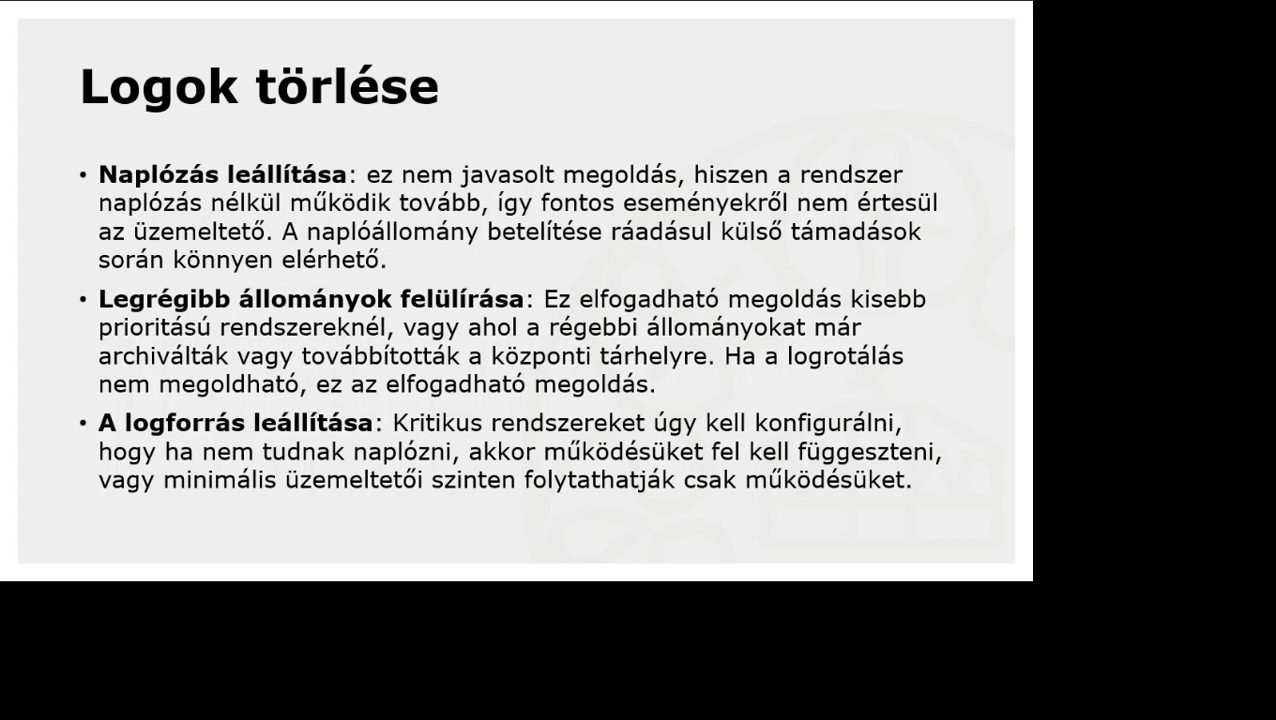 Logok törlése
• Naplózás leállítása: ez nem javasolt megoldás, hiszen a rendszer
naplózás nélkül működik tovább, így fontos eseményekről nem értesül
az üzemeltető. A naplóállomány betelítése ráadásul külső támadások
során könnyen elérhető.
• Legrégibb állományok felülírása: Ez elfogadható megoldás kisebb
prioritású rendszereknél, vagy ahol a régebbi állományokat már
archiválták vagy továbbították a központi tárhelyre. Ha a logrotálás
nem megoldható, ez az elfogadható megoldás.
• A logforrás leállítása: Kritikus rendszereket úgy kell konfigurálni,
hogy ha nem tudnak naplózni, akkor működésüket fel kell függeszteni,
vagy minimális üzemeltetői szinten folytathatják csak működésüket.